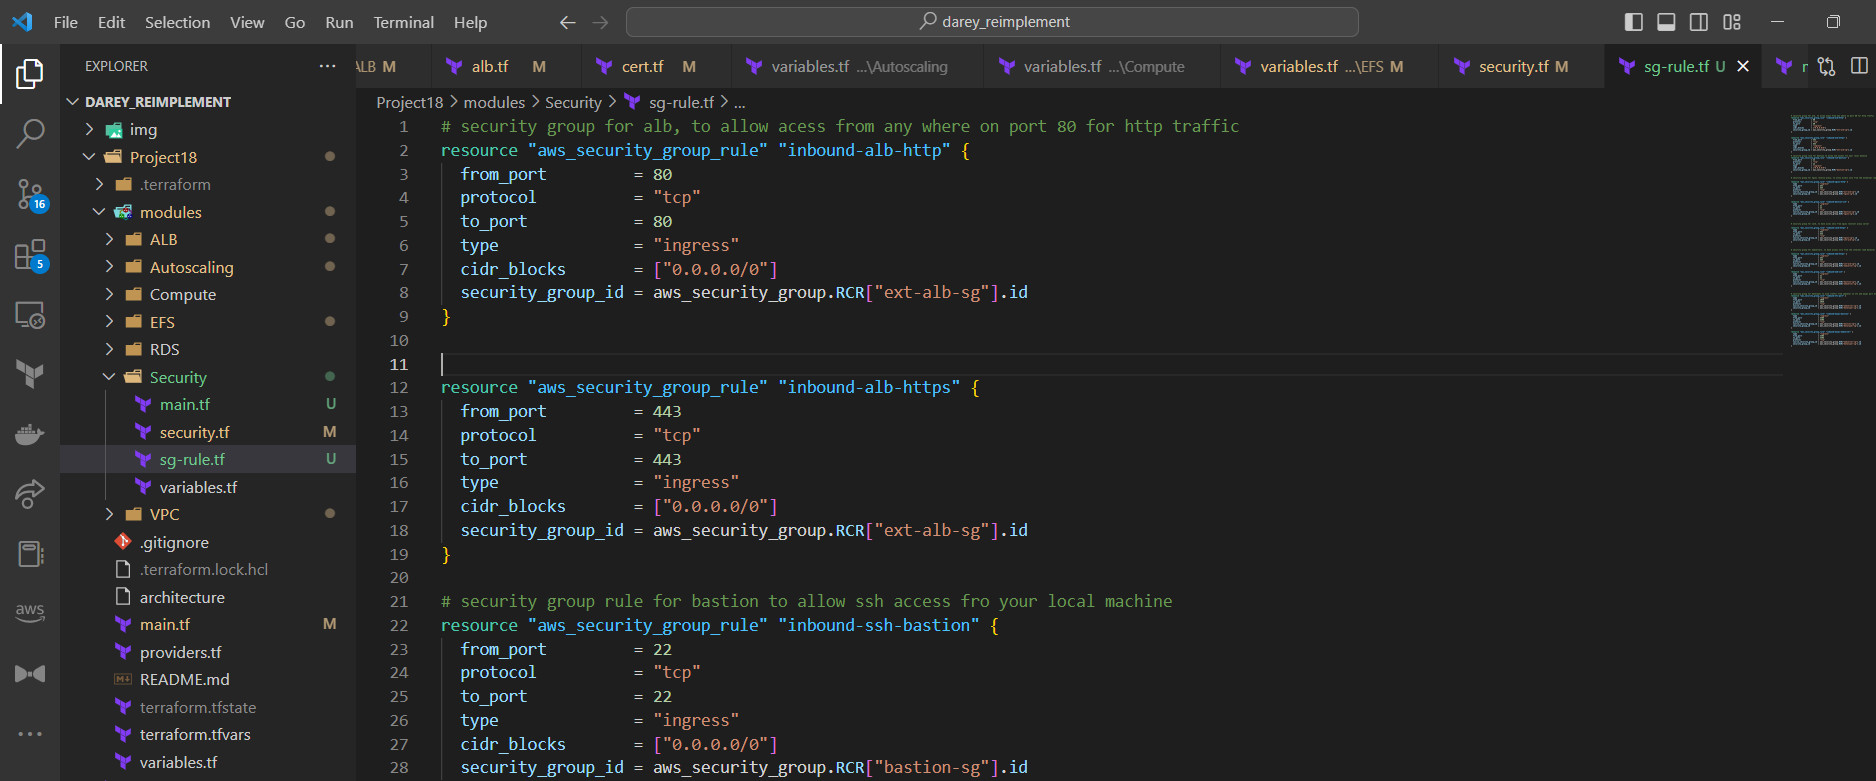 File Edit Selection View Go Run Terminal Help
darey_reimplement
EXPLORER
DAREY_REIMPLEMENT
img
Project18
.terraform
modules
ALB
Autoscaling
Compute
EFS
RDS
Security
main.tf U
security.tf M
sg-rule.tf U
variables.tf
VPC
.gitignore
.terraform.lock.hcl
architecture
main.tf M
providers.tf
README.md
terraform.tfstate
terraform.tfvars
variables.tf
16
5
aws
ALB M
alb.tf M
cert.tf M
variables.tf ...\Autoscaling
variables.tf ...\Compute
variables.tf ...\EFS M
security.tf M
sg-rule.tf U
Project18 > modules > Security > sg-rule.tf > ...
1 # security group for alb, to allow acess from any where on port 80 for http traffic
2 resource "aws_security_group_rule" "inbound-alb-http" {
3 from_port = 80
4 protocol = "tcp"
5 to_port = 80
6 type = "ingress"
7 cidr_blocks = ["0.0.0.0/0"]
8 security_group_id = aws_security_group.RCR["ext-alb-sg"].id
9 }
10
11
12 resource "aws_security_group_rule" "inbound-alb-https" {
13 from_port = 443
14 protocol = "tcp"
15 to_port = 443
16 type = "ingress"
17 cidr_blocks = ["0.0.0.0/0"]
18 security_group_id = aws_security_group.RCR["ext-alb-sg"].id
19 }
20
21 # security group rule for bastion to allow ssh access fro your local machine
22 resource "aws_security_group_rule" "inbound-ssh-bastion" {
23 from_port = 22
24 protocol = "tcp"
25 to_port = 22
26 type = "ingress"
27 cidr_blocks = ["0.0.0.0/0"]
28 security_group_id = aws_security_group.RCR["bastion-sg"].id